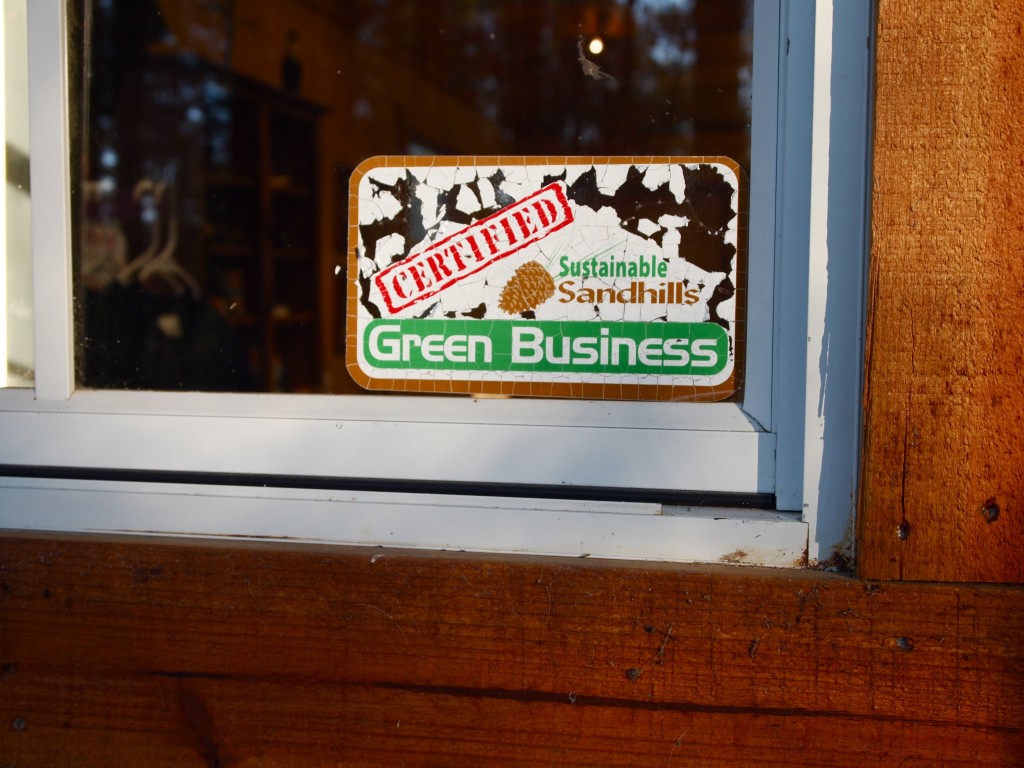 CERTIFIED
Sustainable
Sandhills
Green Business